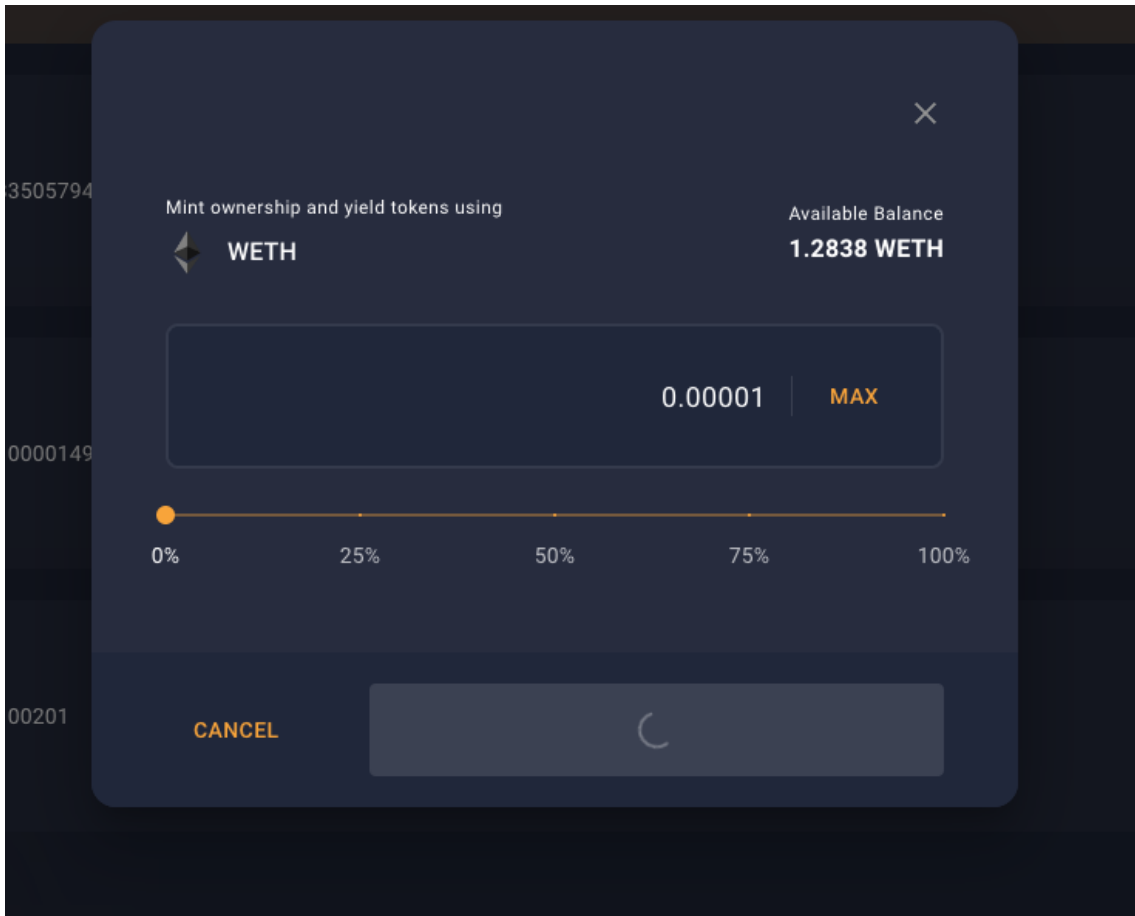 3505794
Mint ownership and yield tokens using
WETH
Available Balance
1.2838 WETH
0.00001 MAX
0000149
0% 25% 50% 75% 100%
00201
CANCEL